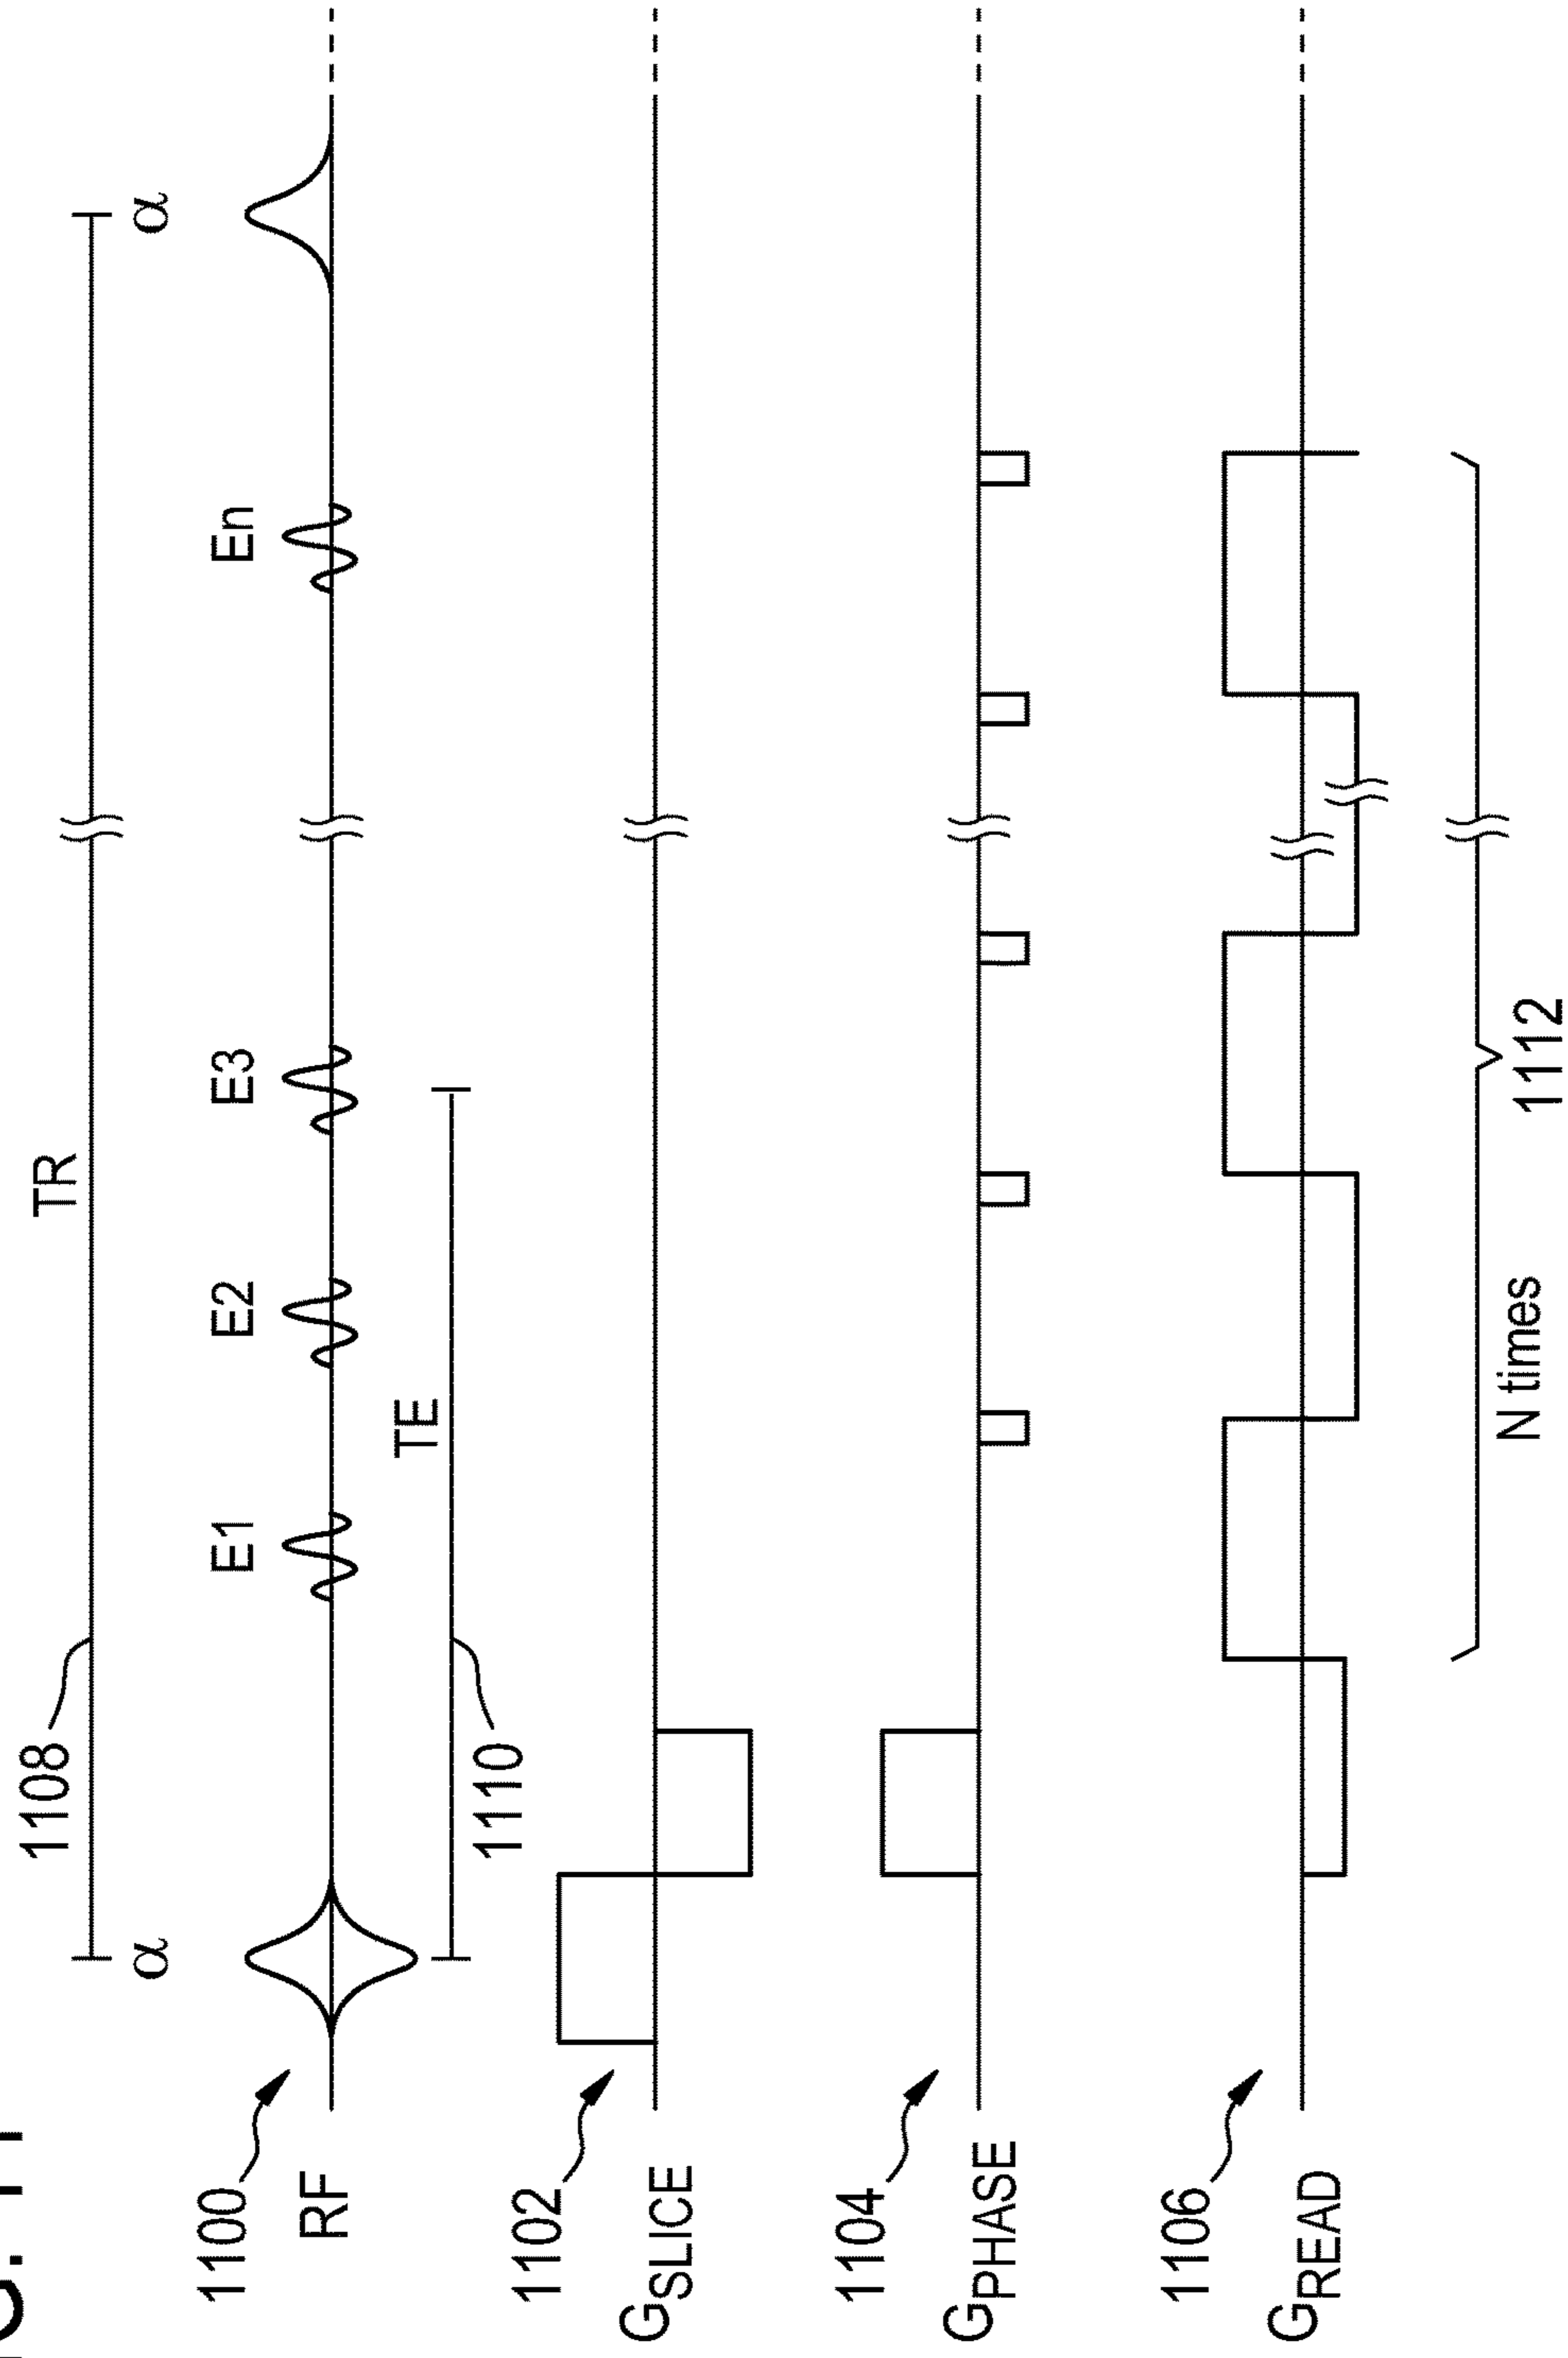 TR
1108
α
α
1100
RF
E1
E2
E3
En
TE
1110
1102
GSLICE
1104
GPHASE
1106
GREAD
N times
1112